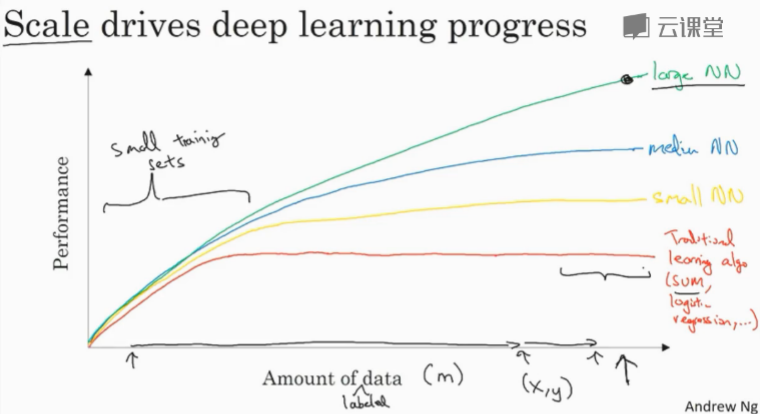 Scale drives deep learning progress
云课堂
large NN
small training
sets
medium NN
small NN
Traditional
learning algo
(SVM,
logistic
regression,...)
Performance
Amount of data (m)
labeled
(x,y)
Andrew Ng